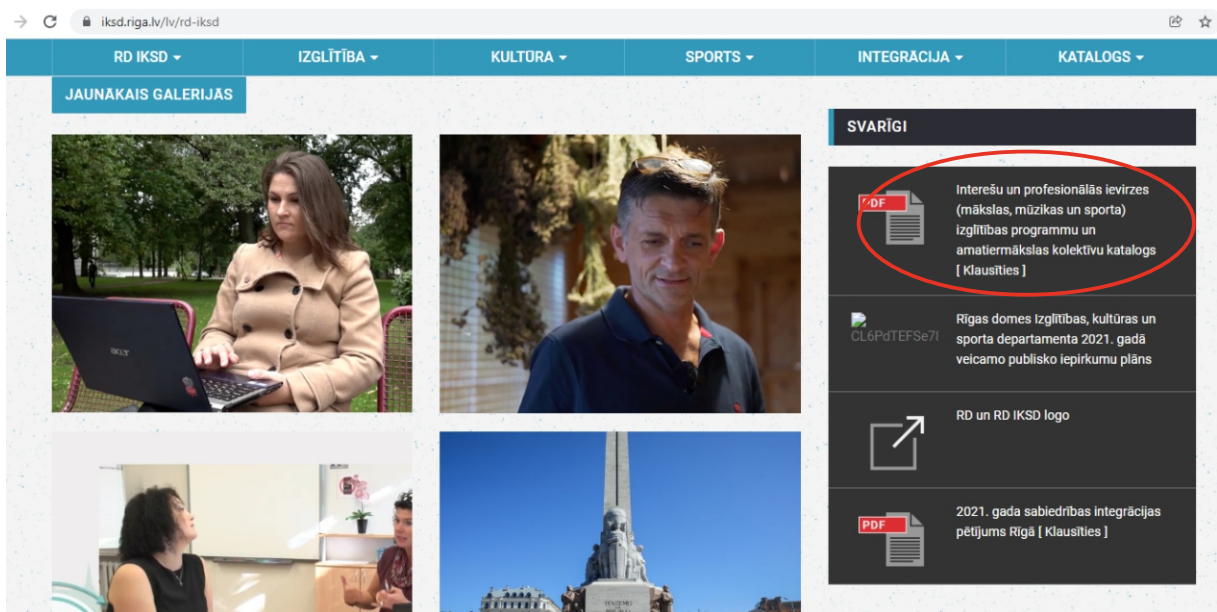 iksd.riga.lv/lv/rd-iksd
RD IKSD
IZGLĪTĪBA
KULTŪRA
SPORTS
INTEGRĀCIJA
KATALOGS
JAUNĀKAIS GALERIJĀS
SVARĪGI
PDF
Interešu un profesionālās ievirzes
(mākslas, mūzikas un sporta)
izglītības programmu un
amatiermākslas kolektīvu katalogs
[ Klausīties ]
CL6PdTEFSe7
Rīgas domes Izglītības, kultūras un
sporta departamenta 2021. gadā
veicamo publisko iepirkumu plāns
RD un RD IKSD logo
PDF
2021. gada sabiedrības integrācijas
pētījums Rīgā [ Klausīties ]
acer